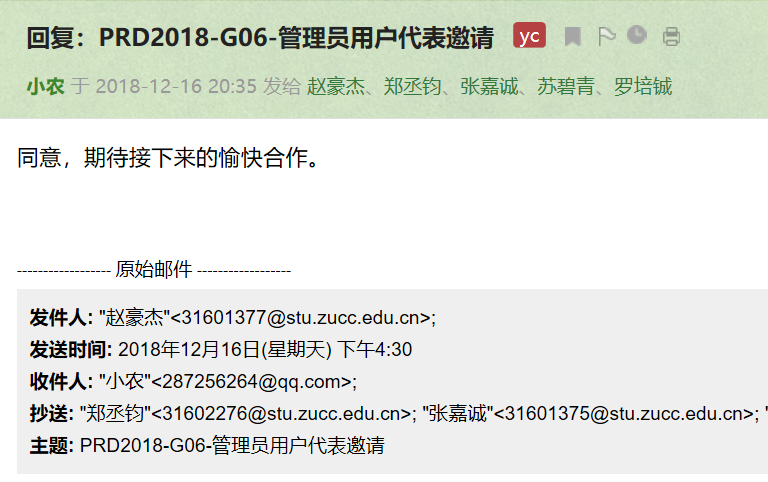 回复：PRD2018-G06-管理员用户代表邀请 yc
小农 于 2018-12-16 20:35 发给 赵豪杰、郑丞钧、张嘉诚、苏碧青、罗培铖
同意，期待接下来的愉快合作。
------------------ 原始邮件 ------------------
发件人: "赵豪杰"<31601377@stu.zucc.edu.cn>;
发送时间: 2018年12月16日(星期天) 下午4:30
收件人: "小农"<287256264@qq.com>;
抄送: "郑丞钧"<31602276@stu.zucc.edu.cn>; "张嘉诚"<31601375@stu.zucc.edu.cn>; "
主题: PRD2018-G06-管理员用户代表邀请